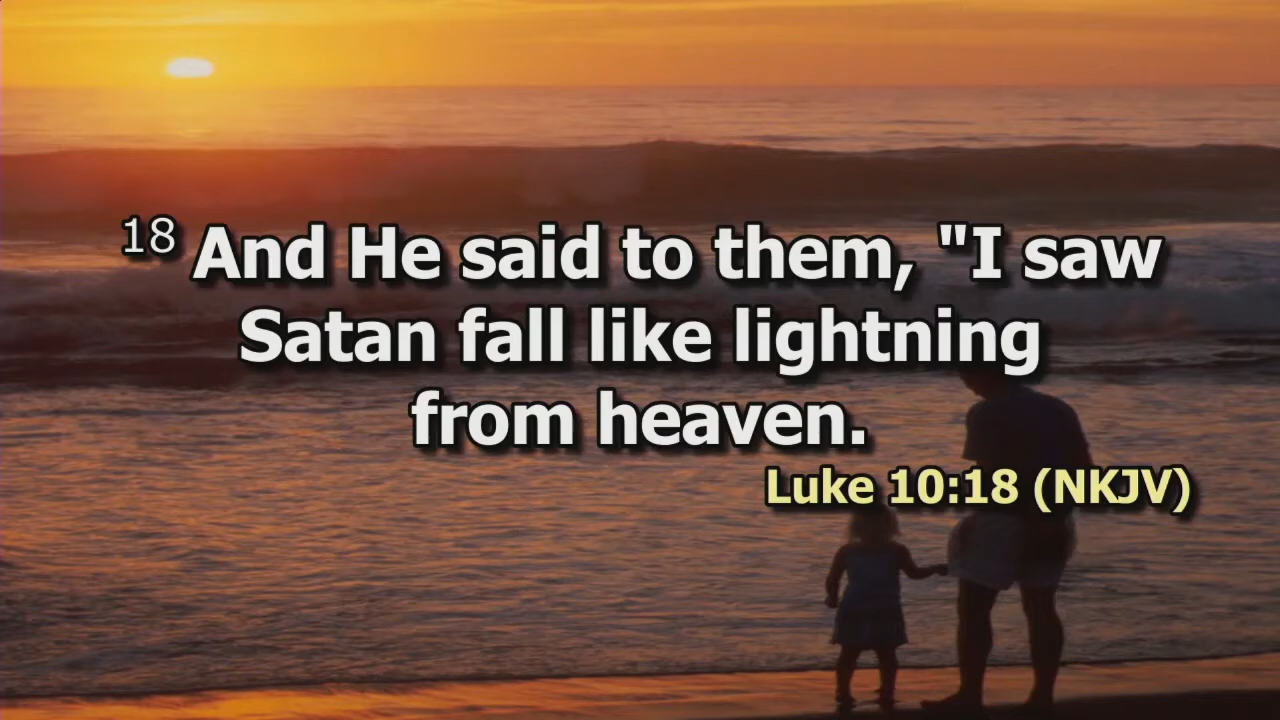 18 And He said to them, "I saw
Satan fall like lightning
from heaven.
Luke 10:18 (NKJV)